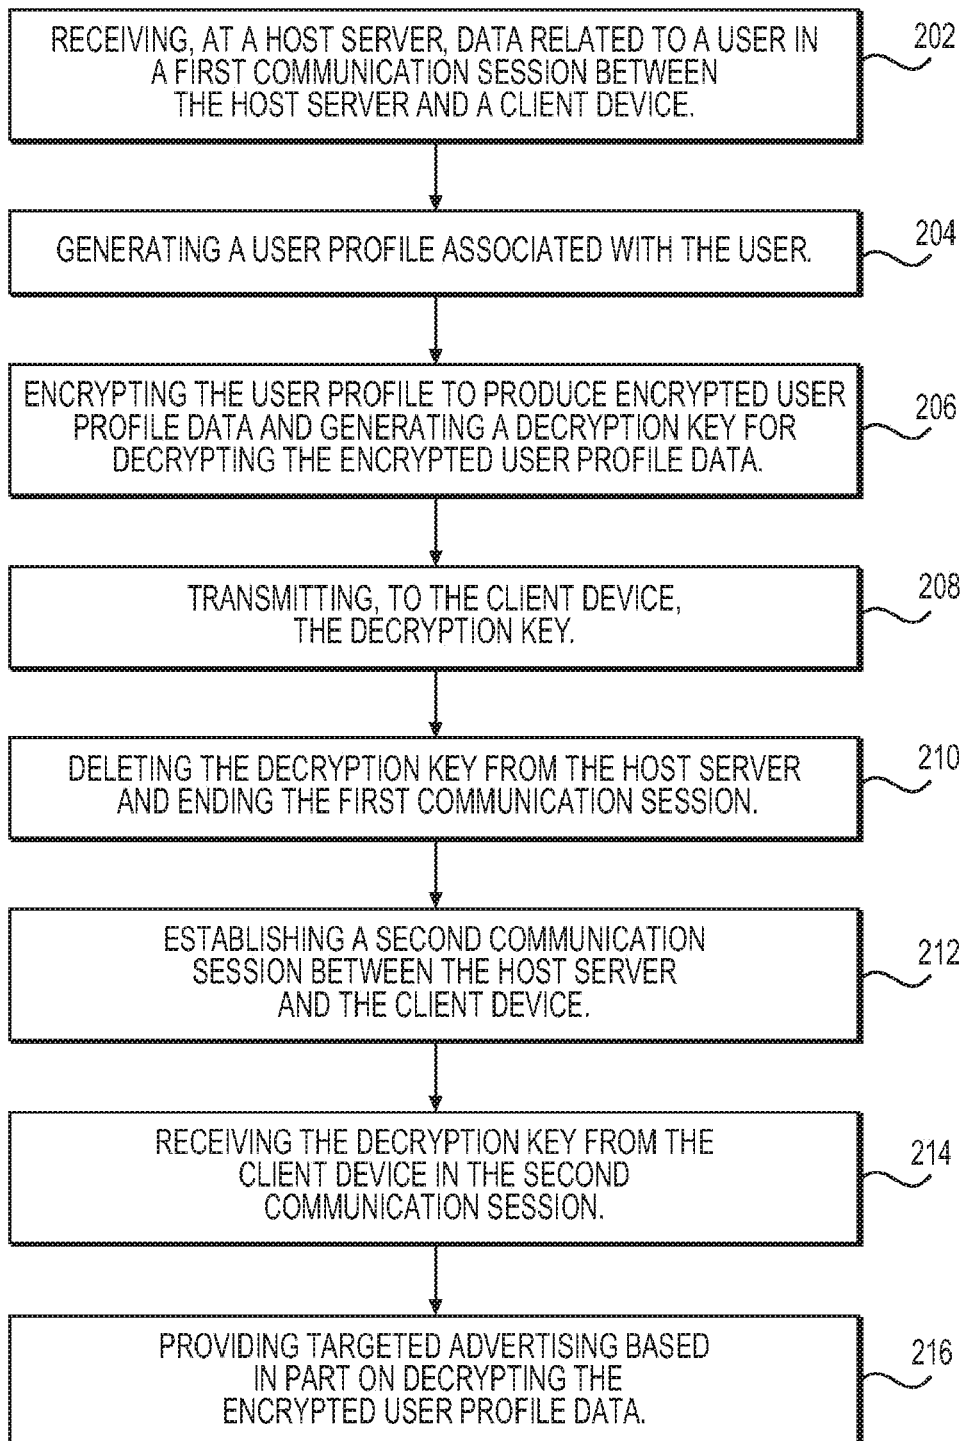 RECEIVING, AT A HOST SERVER, DATA RELATED TO A USER IN
A FIRST COMMUNICATION SESSION BETWEEN
THE HOST SERVER AND A CLIENT DEVICE.
202
GENERATING A USER PROFILE ASSOCIATED WITH THE USER.
204
ENCRYPTING THE USER PROFILE TO PRODUCE ENCRYPTED USER
PROFILE DATA AND GENERATING A DECRYPTION KEY FOR
DECRYPTING THE ENCRYPTED USER PROFILE DATA.
206
TRANSMITTING, TO THE CLIENT DEVICE,
THE DECRYPTION KEY.
208
DELETING THE DECRYPTION KEY FROM THE HOST SERVER
AND ENDING THE FIRST COMMUNICATION SESSION.
210
ESTABLISHING A SECOND COMMUNICATION
SESSION BETWEEN THE HOST SERVER
AND THE CLIENT DEVICE.
212
RECEIVING THE DECRYPTION KEY FROM THE
CLIENT DEVICE IN THE SECOND
COMMUNICATION SESSION.
214
PROVIDING TARGETED ADVERTISING BASED
IN PART ON DECRYPTING THE
ENCRYPTED USER PROFILE DATA.
216